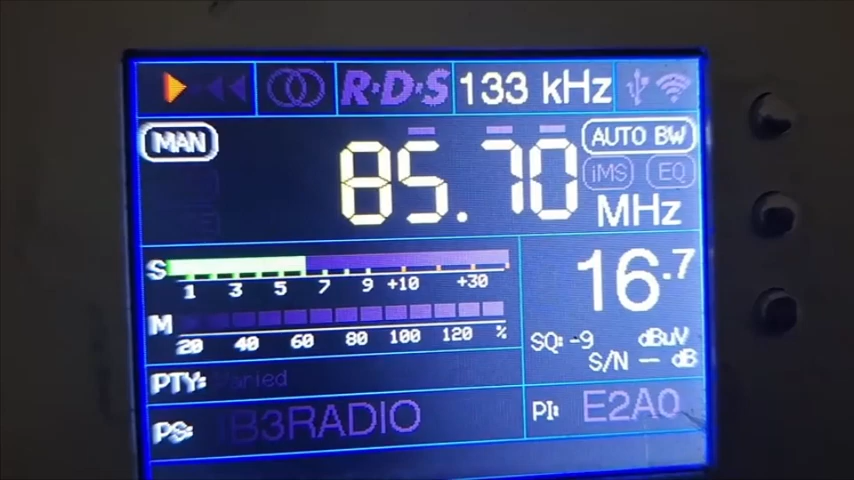 R·D·S 133 kHz
MAN 85.70 AUTO BW
iMS EQ
MHz
S 1 3 5 7 9 +10 +30
16.7
M 20 40 60 80 100 120 %
SQ: -9 dBuV
S/N -- dB
PTY: Varied
PS: IB3RADIO
PI: E2A0